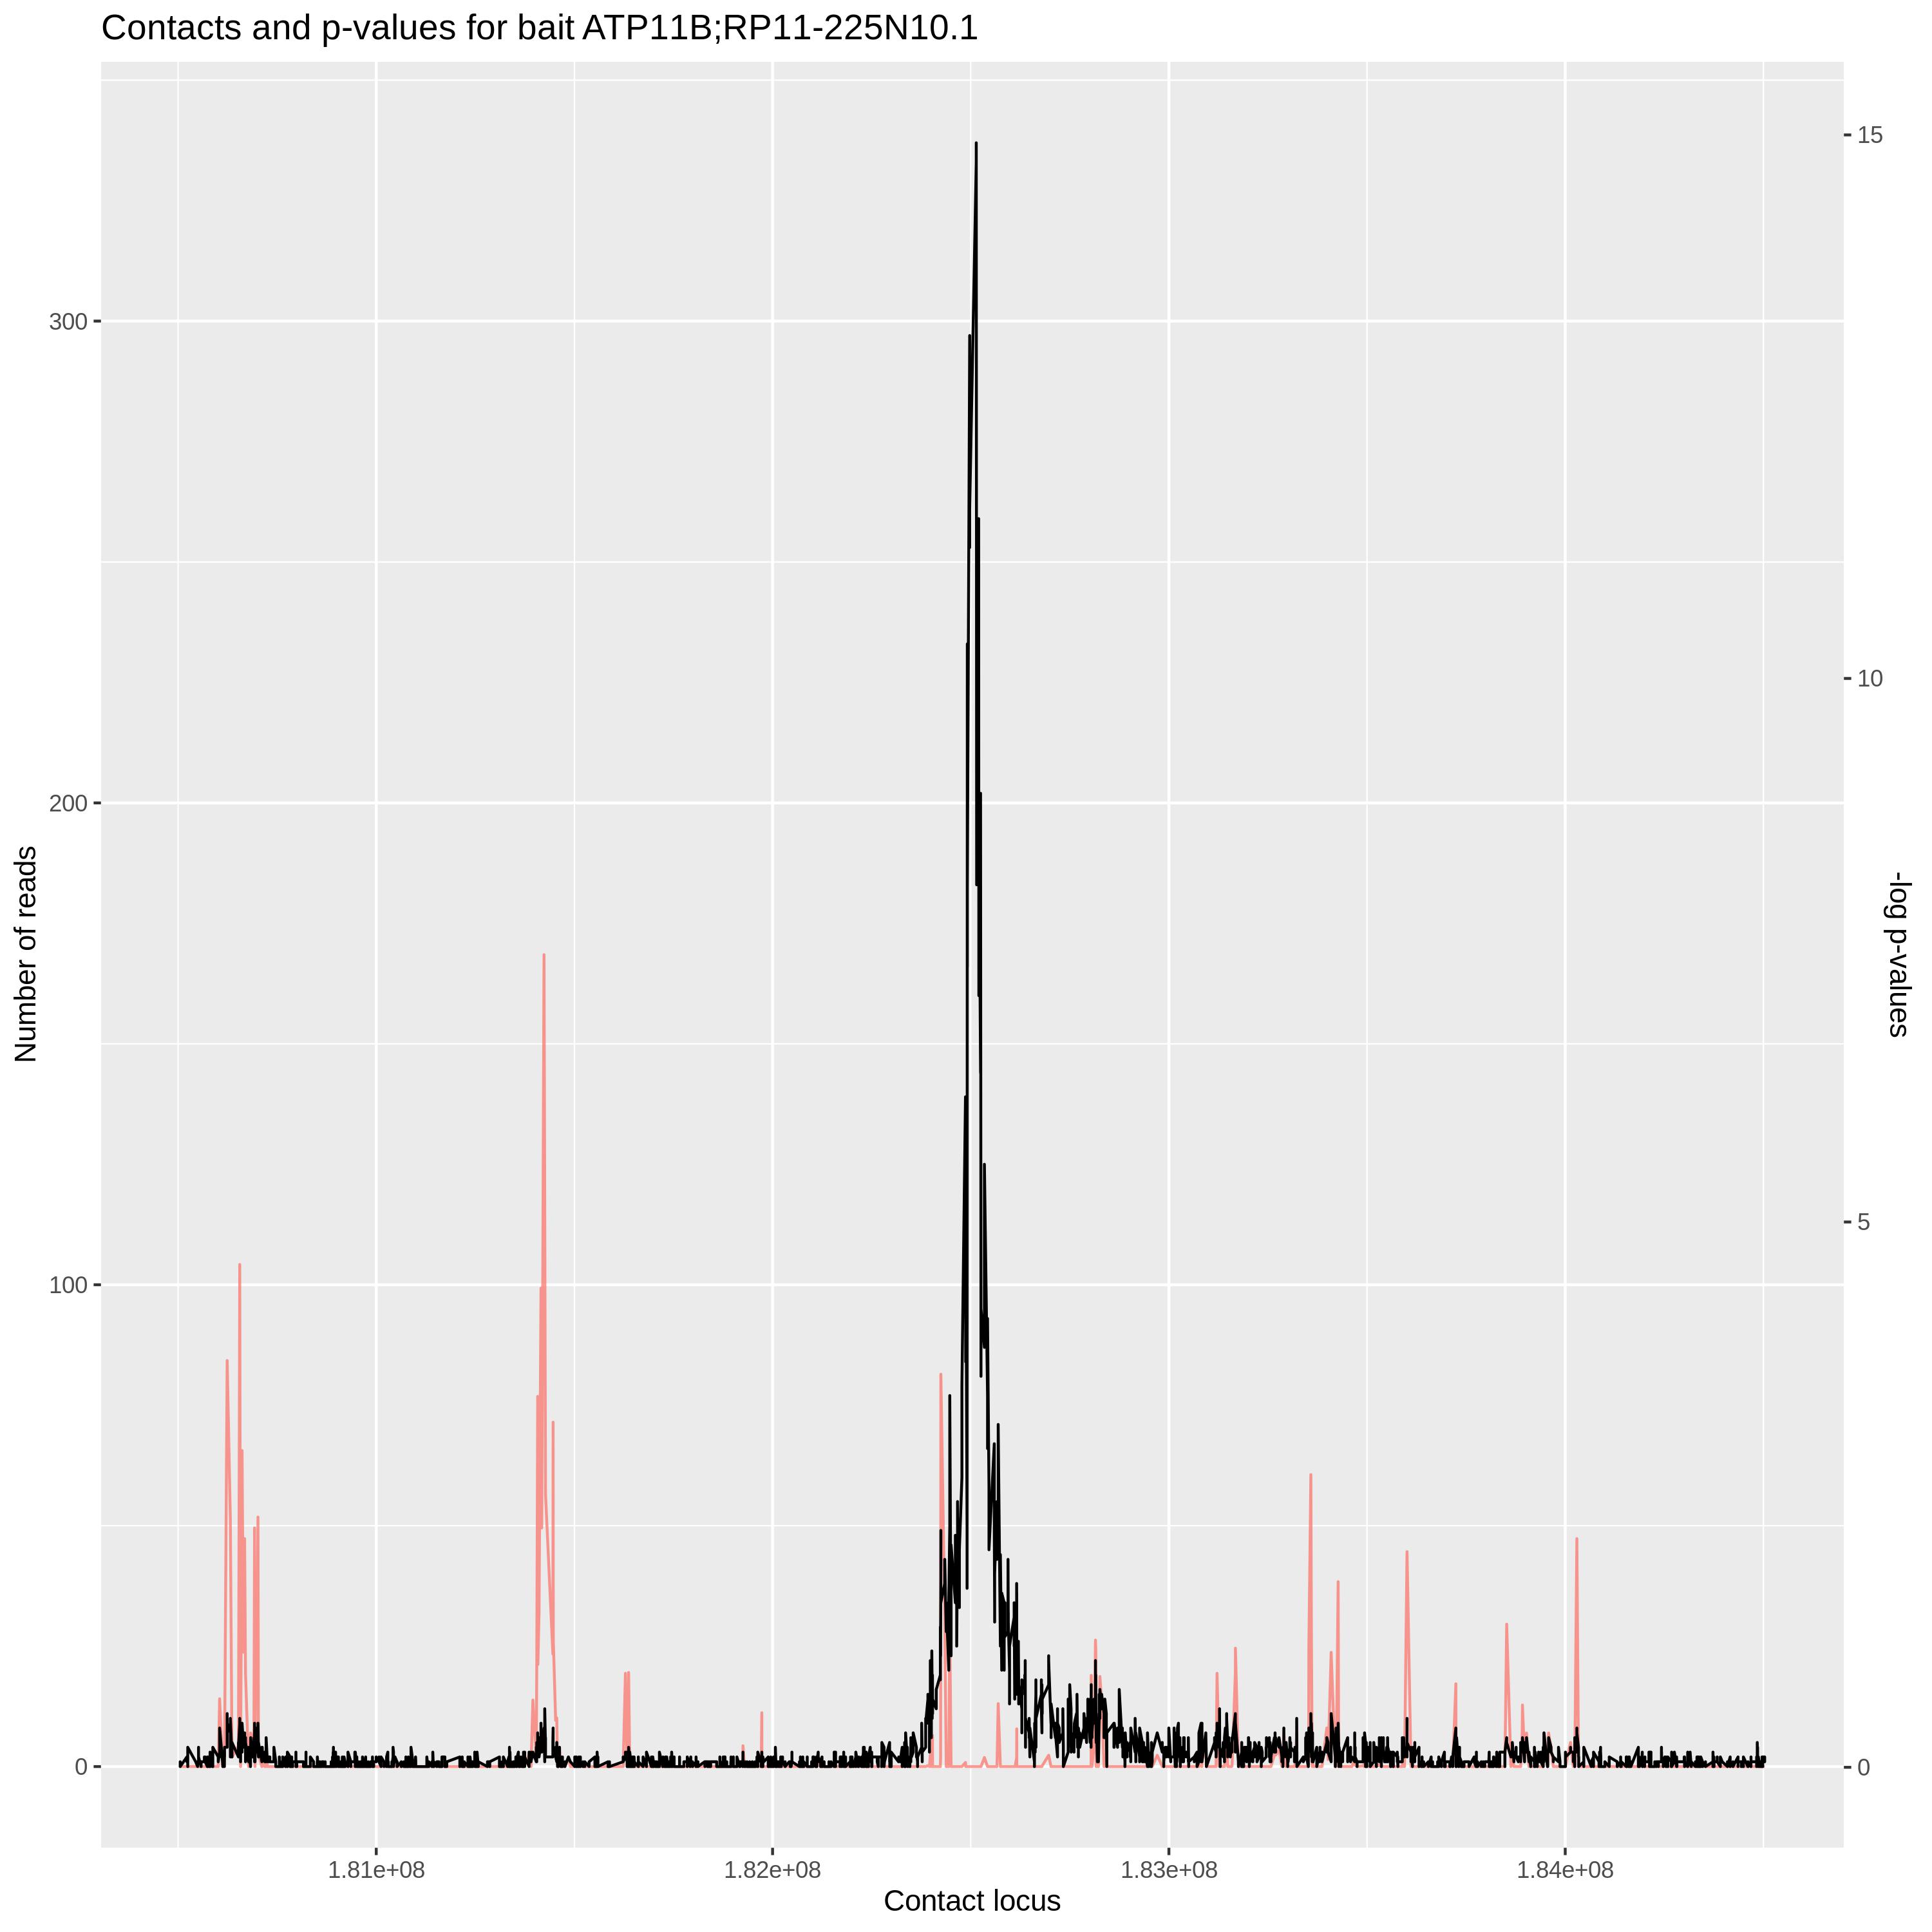 Contacts and p-values for bait ATP11B;RP11-225N10.1
15
300
10
200
Number of reads
-log p-values
5
100
0
0
1.81e+08
1.82e+08
1.83e+08
1.84e+08
Contact locus